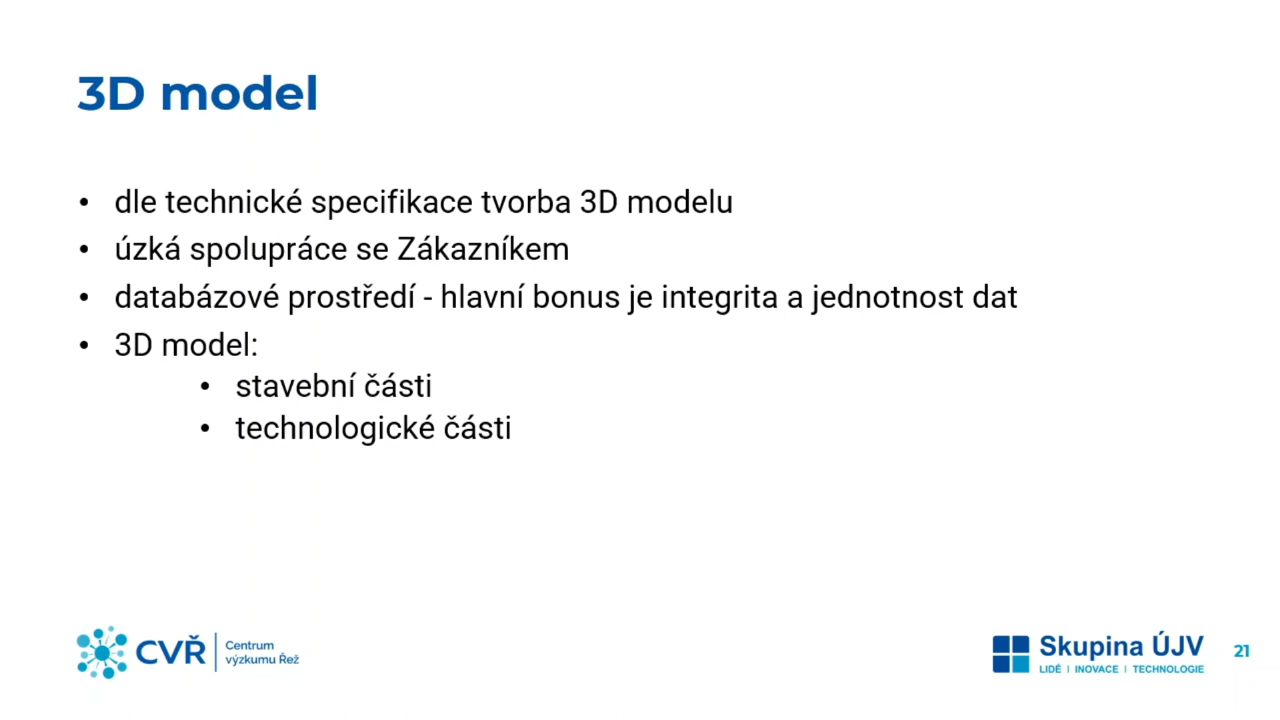 3D model
• dle technické specifikace tvorba 3D modelu
• úzká spolupráce se Zákazníkem
• databázové prostředí - hlavní bonus je integrita a jednotnost dat
• 3D model:
• stavební části
• technologické části
CVŘ
Centrum
výzkumu Řež
Skupina ÚJV
LIDÉ | INOVACE | TECHNOLOGIE
21